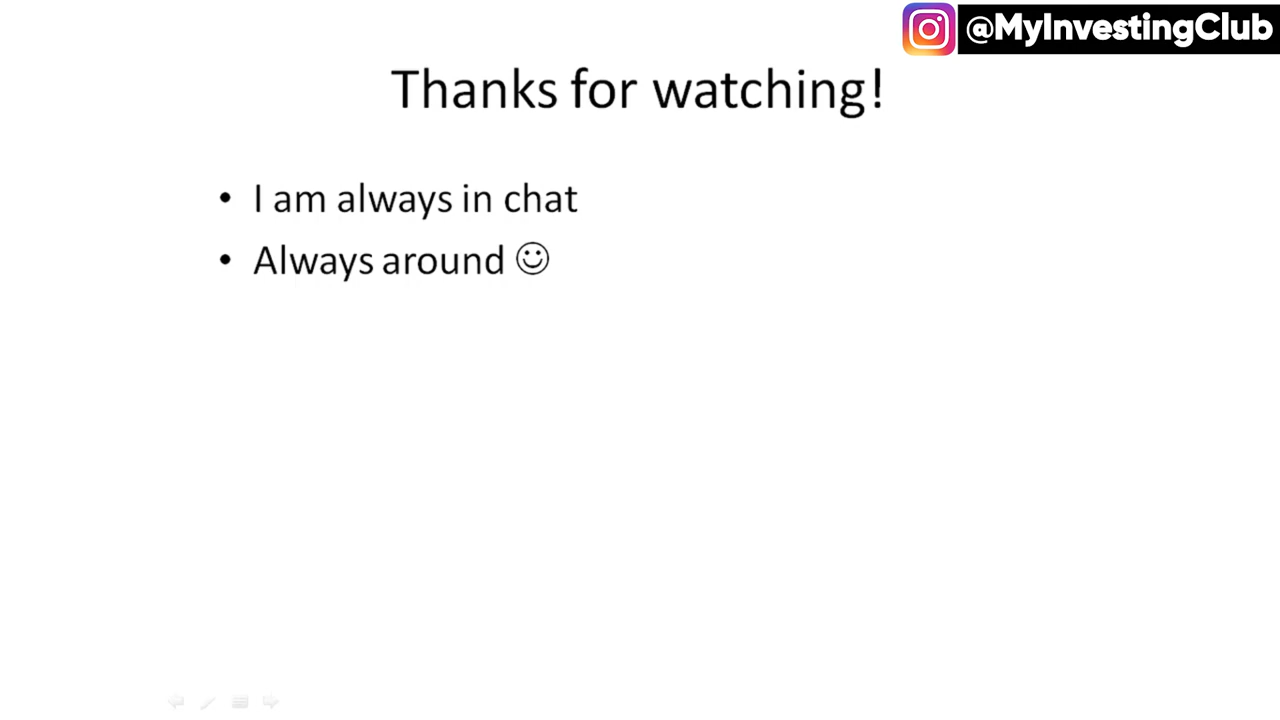 @MyInvestingClub
Thanks for watching!
• I am always in chat
• Always around ☺